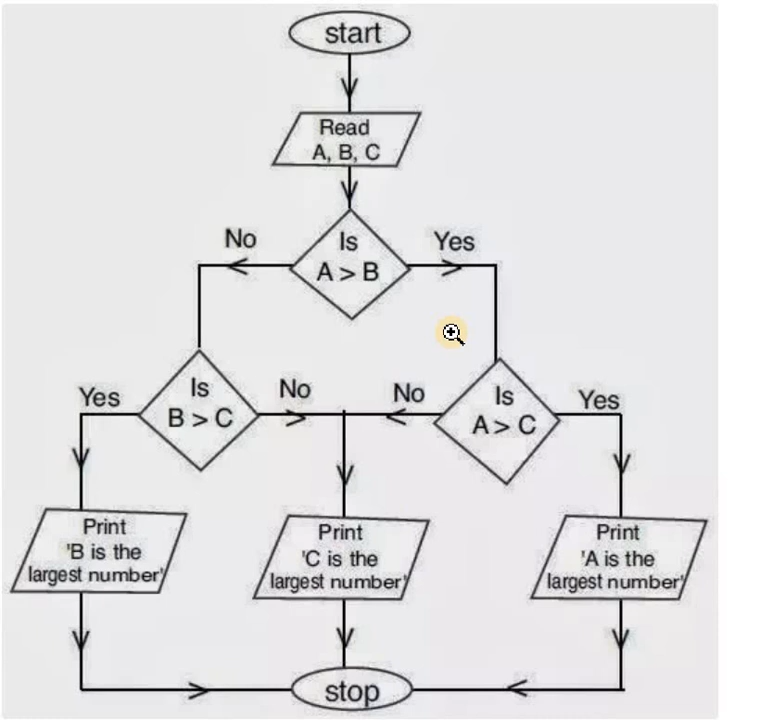 start
Read
A, B, C
Is
A > B
No
Yes
Is
B > C
Yes
No
Is
A > C
No
Yes
Print
'B is the
largest number'
Print
'C is the
largest number'
Print
'A is the
largest number'
stop